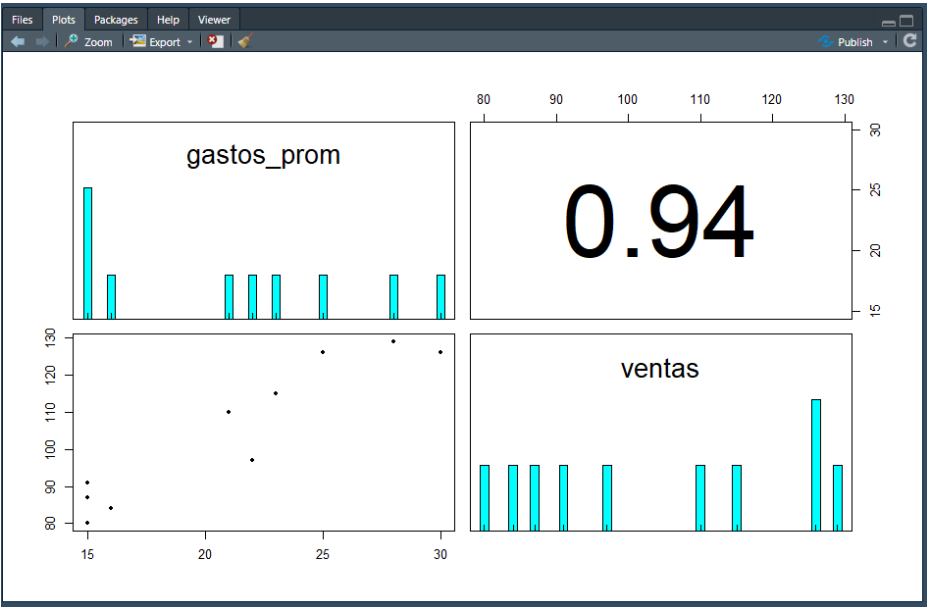 Files Plots Packages Help Viewer
Zoom Export Publish
80 90 100 110 120 130
gastos_prom
0.94
30
25
20
15
130
120
110
100
90
80
ventas
15 20 25 30